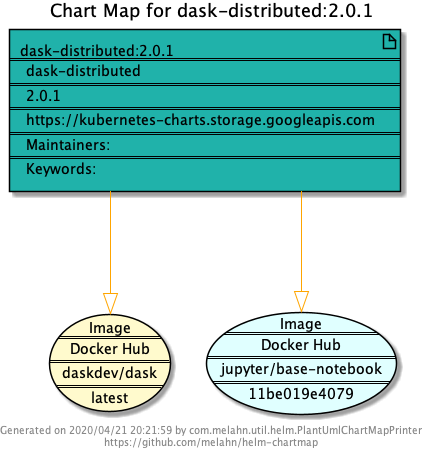 Chart Map for dask-distributed:2.0.1
dask-distributed:2.0.1
dask-distributed
2.0.1
https://kubernetes-charts.storage.googleapis.com
Maintainers:
Keywords:
Image
Docker Hub
daskdev/dask
latest
Image
Docker Hub
jupyter/base-notebook
11be019e4079
Generated on 2020/04/21 20:21:59 by com.melahn.util.helm.PlantUmlChartMapPrinter
https://github.com/melahn/helm-chartmap